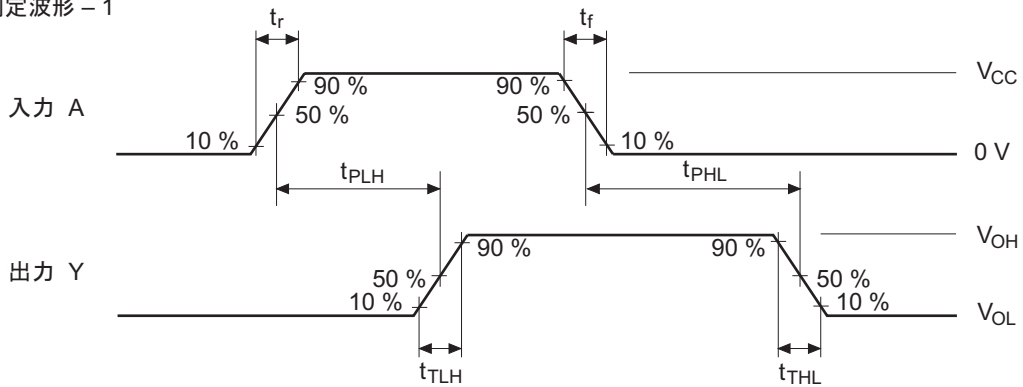 定波形 – 1
tr
tf
入力 A
90 %
50 %
10 %
90 %
50 %
10 %
VCC
0 V
tPLH
tPHL
出力 Y
90 %
50 %
10 %
90 %
50 %
10 %
VOH
VOL
tTLH
tTHL